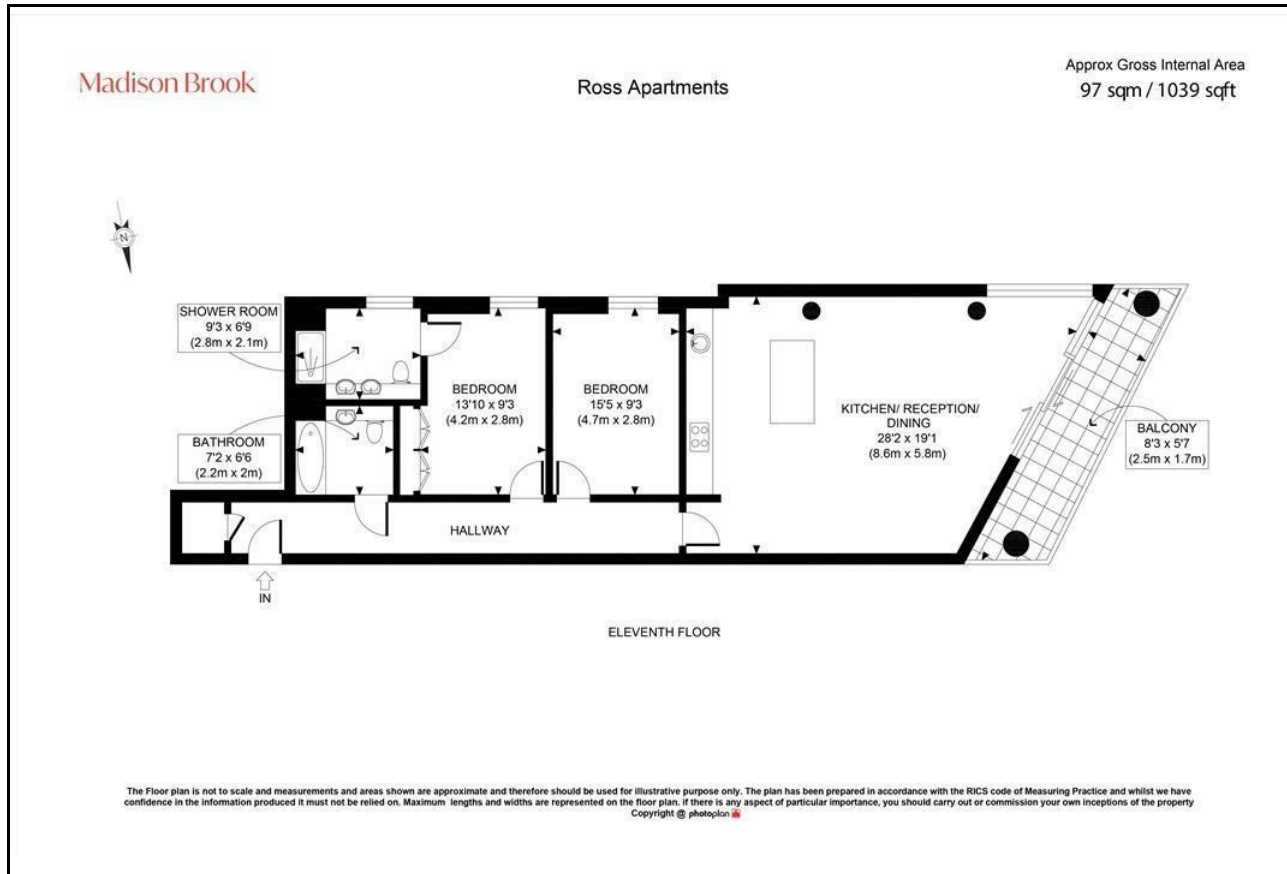 Madison Brook
Ross Apartments
Approx Gross Internal Area
97 sqm / 1039 sqft
N
SHOWER ROOM
9'3 x 6'9
(2.8m x 2.1m)
BEDROOM
13'10 x 9'3
(4.2m x 2.8m)
BEDROOM
15'5 x 9'3
(4.7m x 2.8m)
KITCHEN/ RECEPTION/
DINING
28'2 x 19'1
(8.6m x 5.8m)
BALCONY
8'3 x 5'7
(2.5m x 1.7m)
BATHROOM
7'2 x 6'6
(2.2m x 2m)
HALLWAY
IN
ELEVENTH FLOOR
The Floor plan is not to scale and measurements and areas shown are approximate and therefore should be used for illustrative purpose only. The plan has been prepared in accordance with the RICS code of Measuring Practice and whilst we have
confidence in the information produced it must not be relied on. Maximum lengths and widths are represented on the floor plan. if there is any aspect of particular importance, you should carry out or commission your own inceptions of the property
Copyright @ photoplan